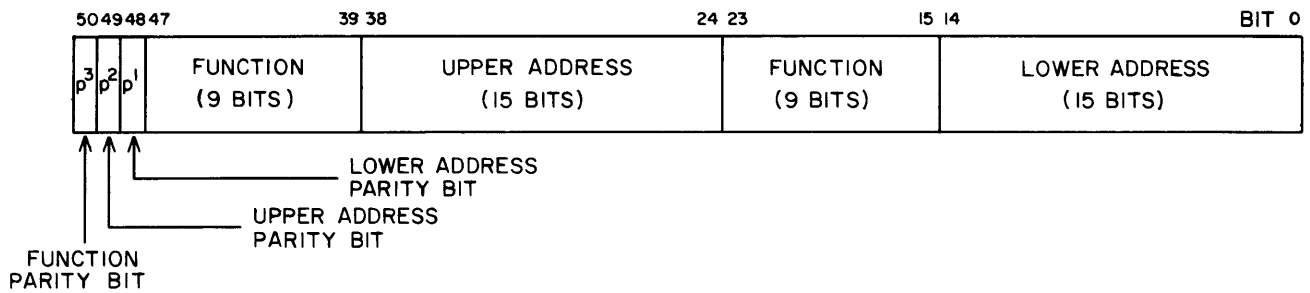 50 49 48 47 39 38 24 23 15 14 BIT 0
p3 p2 p1 FUNCTION UPPER ADDRESS FUNCTION LOWER ADDRESS
(9 BITS) (15 BITS) (9 BITS) (15 BITS)
LOWER ADDRESS
PARITY BIT
UPPER ADDRESS
PARITY BIT
FUNCTION
PARITY BIT